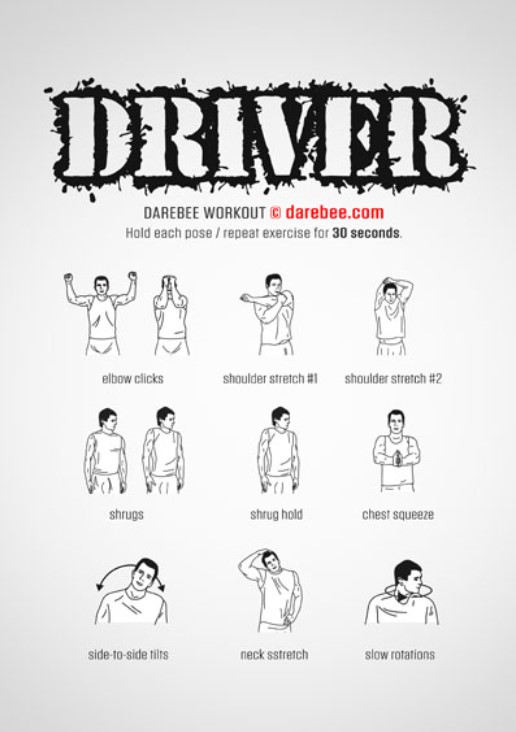 DRIVER
DAREBEE WORKOUT © darebee.com
Hold each pose / repeat exercise for 30 seconds.
elbow clicks
shoulder stretch #1
shoulder stretch #2
shrugs
shrug hold
chest squeeze
side-to-side tilts
neck sstretch
slow rotations